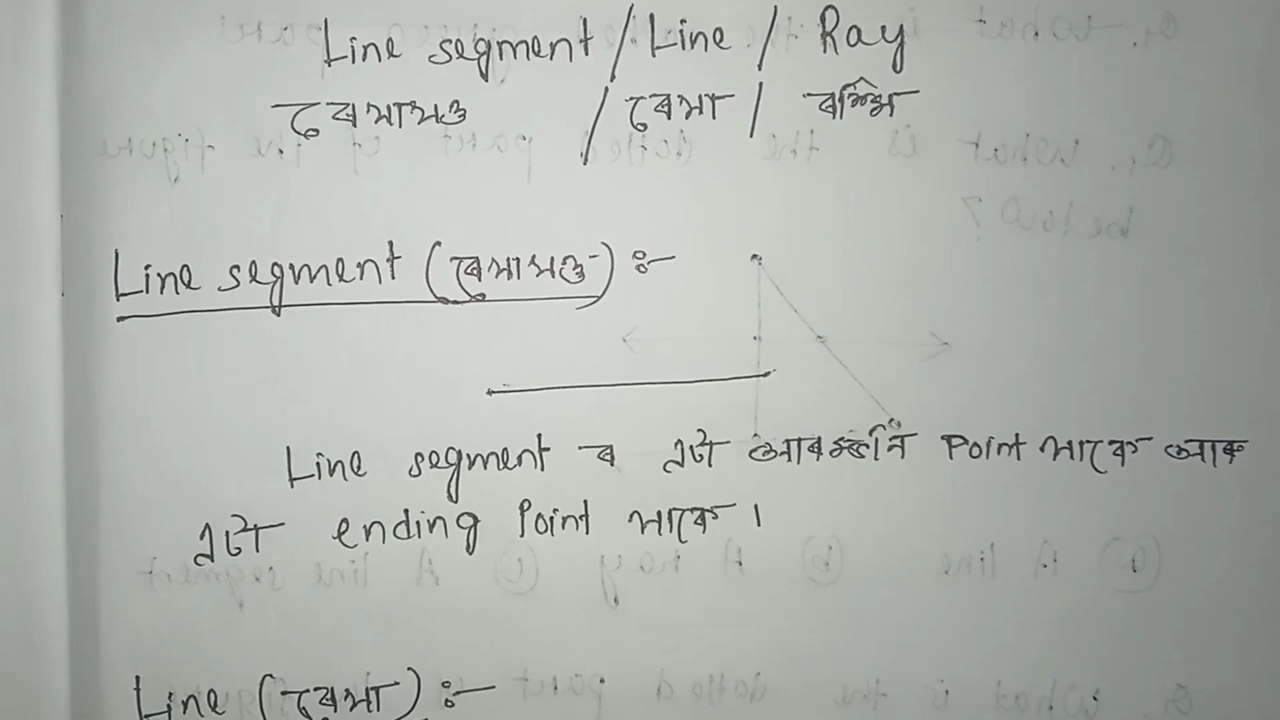 Line segment / Line / Ray
ৰেখাখণ্ড / ৰেখা / ৰশ্মি
Line segment (ৰেখাখণ্ড) :-
Line segment ৰ এটা আৰম্ভনি Point থাকে আৰু
এটা ending Point থাকে।
Line (ৰেখা) :-